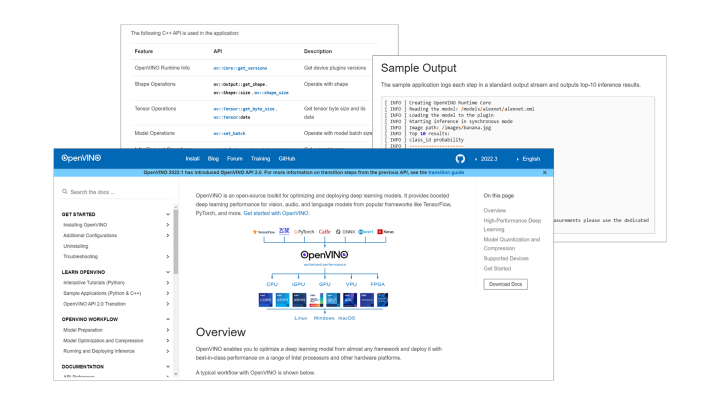 The following C++ API is used in the application:
Feature API Description
OpenVINO Runtime Info ov::Core::get_versions Get device plugins versions
Shape Operations ov::Output::get_shape , Operate with shape
ov::Shape::size , ov::shape_size
Tensor Operations ov::Tensor::get_byte_size , Get tensor byte size and its
ov::Tensor:data data
Model Operations ov::set_batch Operate with model batch size
Sample Output
The sample application logs each step in a standard output stream and outputs top-10 inference results.
[ INFO ] Creating OpenVINO Runtime Core
[ INFO ] Reading the model: /models/alexnet/alexnet.xml
[ INFO ] Loading the model to the plugin
[ INFO ] Starting inference in synchronous mode
[ INFO ] Image path: /images/banana.jpg
[ INFO ] Top 10 results:
[ INFO ] class_id probability
[ INFO ] --------------------
asurements please use the dedicated
OpenVINO Install Blog Forum Training GitHub 2022.3 English
OpenVINO 2022.1 has introduced OpenVINO API 2.0. For more information on transition steps from the previous API, see the transition guide ×
Search the docs ...
GET STARTED
Installing OpenVINO
Additional Configurations
Uninstalling
Troubleshooting
LEARN OPENVINO
Interactive Tutorials (Python)
Sample Applications (Python & C++)
OpenVINO API 2.0 Transition
OPENVINO WORKFLOW
Model Preparation
Model Optimization and Compression
Running and Deploying Inference
DOCUMENTATION
API Reference
OpenVINO is an open-source toolkit for optimizing and deploying deep learning models. It provides boosted
deep learning performance for vision, audio, and language models from popular frameworks like TensorFlow,
PyTorch, and more. Get started with OpenVINO.
TensorFlow PyTorch Caffe ONNX mxnet Keras
OpenVINO
optimized performance
CPU iGPU GPU VPU FPGA
Linux Windows macOS
Overview
OpenVINO enables you to optimize a deep learning model from almost any framework and deploy it with
best-in-class performance on a range of Intel processors and other hardware platforms.
A typical workflow with OpenVINO is shown below.
On this page
Overview
High-Performance Deep
Learning
Model Quantization and
Compression
Supported Devices
Get Started
Download Docs